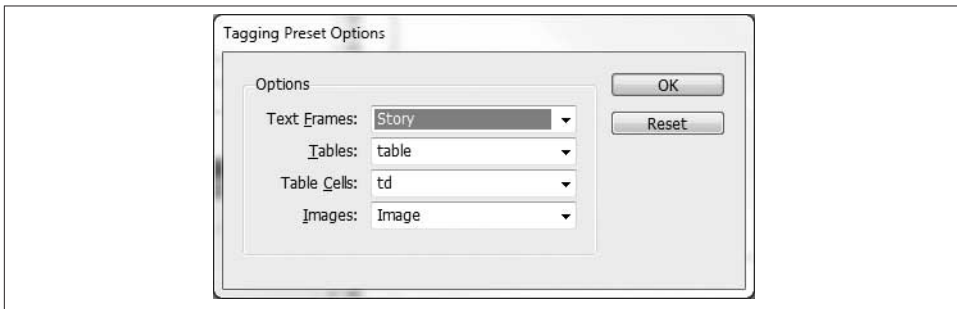 Tagging Preset Options
Options
Text Frames: Story
Tables: table
Table Cells: td
Images: Image
OK
Reset